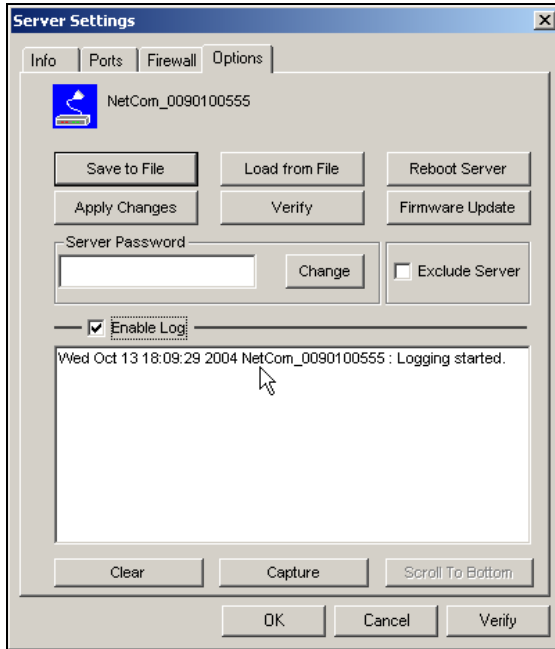 Server Settings
Info Ports Firewall Options
NetCom_0090100555
Save to File Load from File Reboot Server
Apply Changes Verify Firmware Update
Server Password
Change Exclude Server
Enable Log
Wed Oct 13 18:09:29 2004 NetCom_0090100555 : Logging started.
Clear Capture Scroll To Bottom
OK Cancel Verify